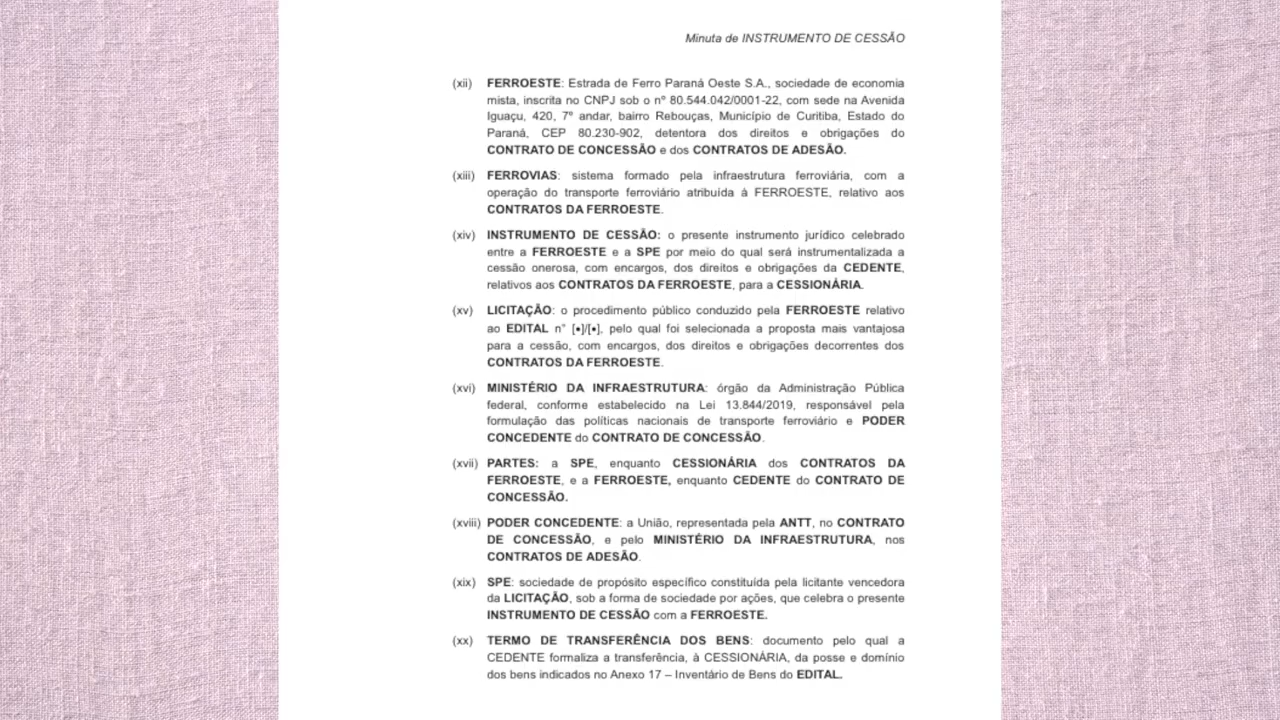 Minuta de INSTRUMENTO DE CESSÃO
(xii) FERROESTE: Estrada de Ferro Paraná Oeste S.A., sociedade de economia
mista, inscrita no CNPJ sob o nº 80.544.042/0001-22, com sede na Avenida
Iguaçu, 420, 7º andar, bairro Rebouças, Município de Curitiba, Estado do
Paraná, CEP 80.230-902, detentora dos direitos e obrigações do
CONTRATO DE CONCESSÃO e dos CONTRATOS DE ADESÃO.
(xiii) FERROVIAS: sistema formado pela infraestrutura ferroviária, com a
operação do transporte ferroviário atribuída à FERROESTE, relativo aos
CONTRATOS DA FERROESTE.
(xiv) INSTRUMENTO DE CESSÃO: o presente instrumento jurídico celebrado
entre a FERROESTE e a SPE por meio do qual será instrumentalizada a
cessão onerosa, com encargos, dos direitos e obrigações da CEDENTE,
relativos aos CONTRATOS DA FERROESTE, para a CESSIONÁRIA.
(xv) LICITAÇÃO: o procedimento público conduzido pela FERROESTE relativo
ao EDITAL n° [•]/[•], pelo qual foi selecionada a proposta mais vantajosa
para a cessão, com encargos, dos direitos e obrigações decorrentes dos
CONTRATOS DA FERROESTE.
(xvi) MINISTÉRIO DA INFRAESTRUTURA: órgão da Administração Pública
federal, conforme estabelecido na Lei 13.844/2019, responsável pela
formulação das políticas nacionais de transporte ferroviário e PODER
CONCEDENTE do CONTRATO DE CONCESSÃO.
(xvii) PARTES: a SPE, enquanto CESSIONÁRIA dos CONTRATOS DA
FERROESTE, e a FERROESTE, enquanto CEDENTE do CONTRATO DE
CONCESSÃO.
(xviii) PODER CONCEDENTE: a União, representada pela ANTT, no CONTRATO
DE CONCESSÃO, e pelo MINISTÉRIO DA INFRAESTRUTURA, nos
CONTRATOS DE ADESÃO.
(xix) SPE: sociedade de propósito específico constituída pela licitante vencedora
da LICITAÇÃO, sob a forma de sociedade por ações, que celebra o presente
INSTRUMENTO DE CESSÃO com a FERROESTE.
(xx) TERMO DE TRANSFERÊNCIA DOS BENS: documento pelo qual a
CEDENTE formaliza a transferência, à CESSIONÁRIA, da posse e domínio
dos bens indicados no Anexo 17 – Inventário de Bens do EDITAL.